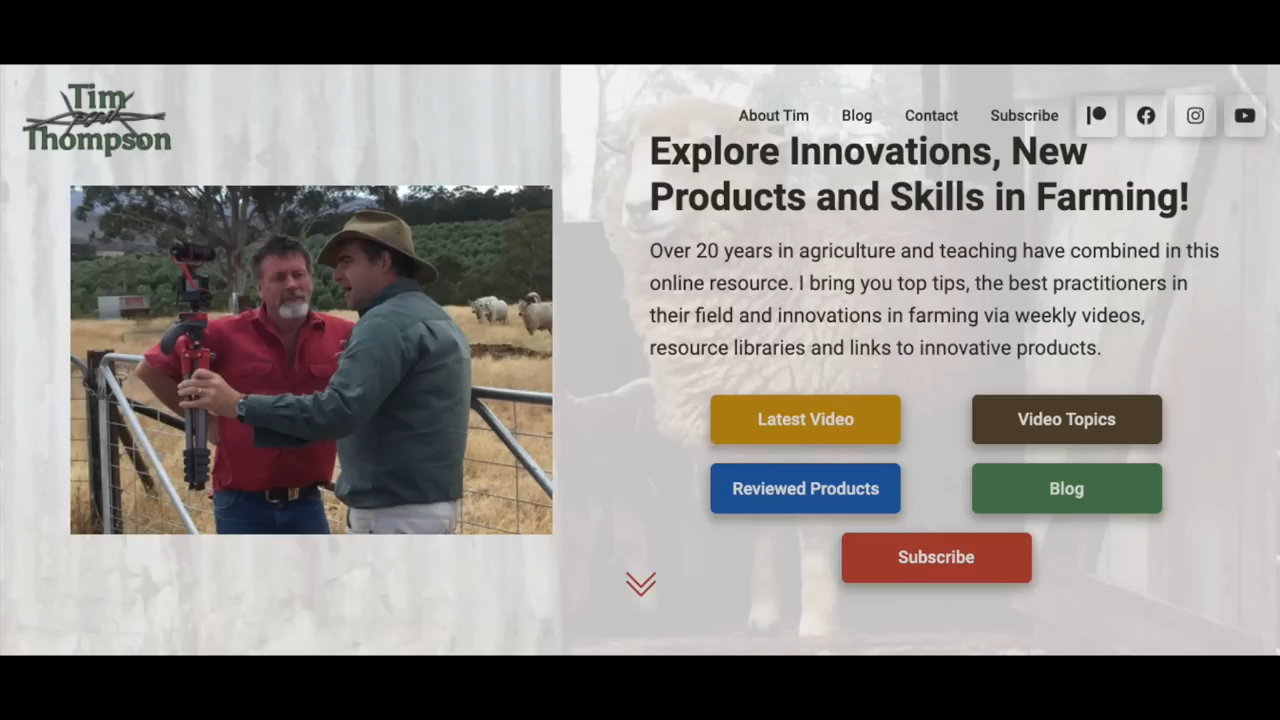 Tim
Thompson
About Tim
Blog
Contact
Subscribe
Explore Innovations, New
Products and Skills in Farming!
Over 20 years in agriculture and teaching have combined in this
online resource. I bring you top tips, the best practitioners in
their field and innovations in farming via weekly videos,
resource libraries and links to innovative products.
Latest Video
Video Topics
Reviewed Products
Blog
Subscribe